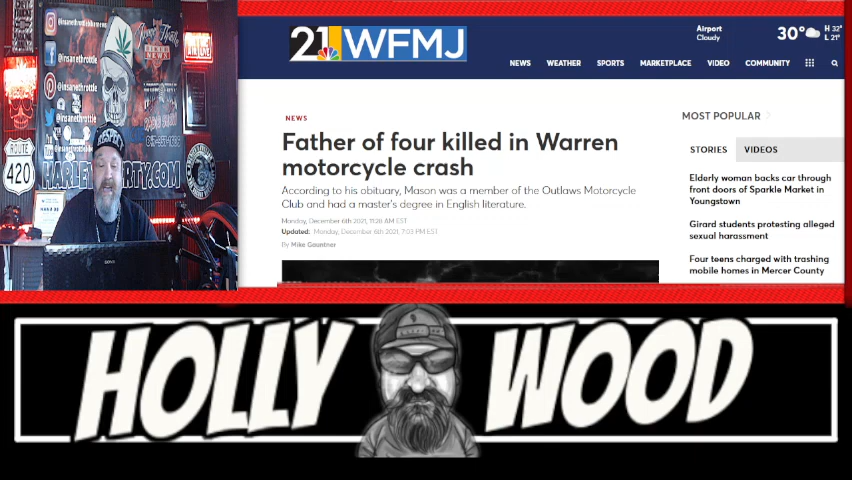 @insanethrottlebikernews
@insanethrottle
ROUTE
420
HARLEY
RTY.COM
21 WFMJ
Airport
Cloudy
30°
H 32°
L 21°
NEWS WEATHER SPORTS MARKETPLACE VIDEO COMMUNITY
NEWS
Father of four killed in Warren
motorcycle crash
According to his obituary, Mason was a member of the Outlaws Motorcycle
Club and had a master's degree in English literature.
Monday, December 6th 2021, 11:26 AM EST
Updated: Monday, December 6th 2021, 7:03 PM EST
By Mike Gauntner
MOST POPULAR
STORIES VIDEOS
Elderly woman backs car through
front doors of Sparkle Market in
Youngstown
Girard students protesting alleged
sexual harassment
Four teens charged with trashing
mobile homes in Mercer County
HOLLY WOOD